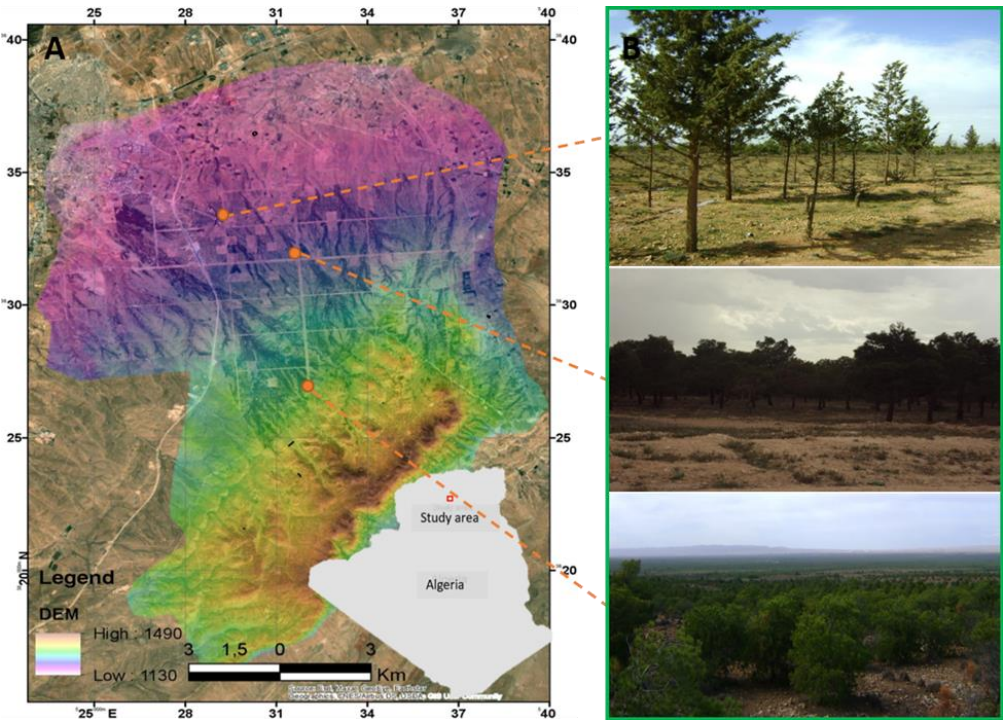 25 28 31 34 37 40
A
B
40 40
35 35
30 30
25 25
Study area
Algeria
20 N 20
Legend
DEM
High : 1490
Low : 1130
3 1,5 0 3
Km
25 E 28 31 34 37 40